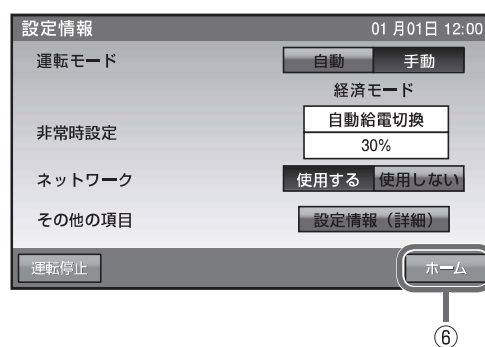 設定情報 01月01日 12:00
運転モード 自動 手動
経済モード
非常時設定 自動給電切換
30%
ネットワーク 使用する 使用しない
その他の項目 設定情報（詳細）
運転停止 ホーム
⑥